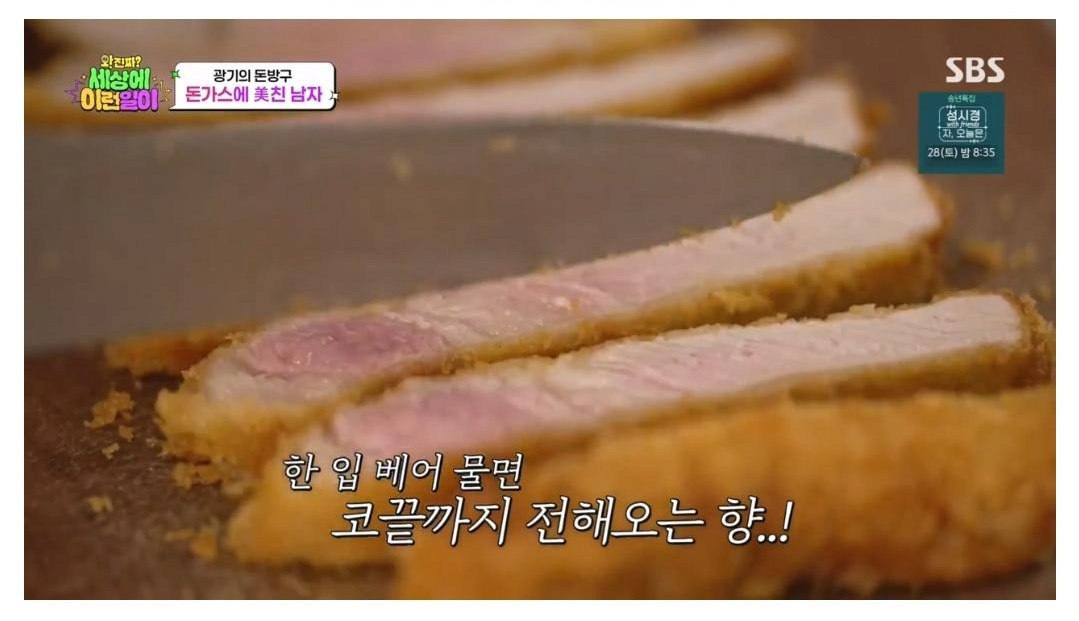 와! 진짜?
세상에
이런일이
광기의 돈방구
돈가스에 美친 남자
SBS
송년특집
성시경
with friends
자, 오늘은
28(토) 밤 8:35
한 입 베어 물면
코끝까지 전해오는 향..!